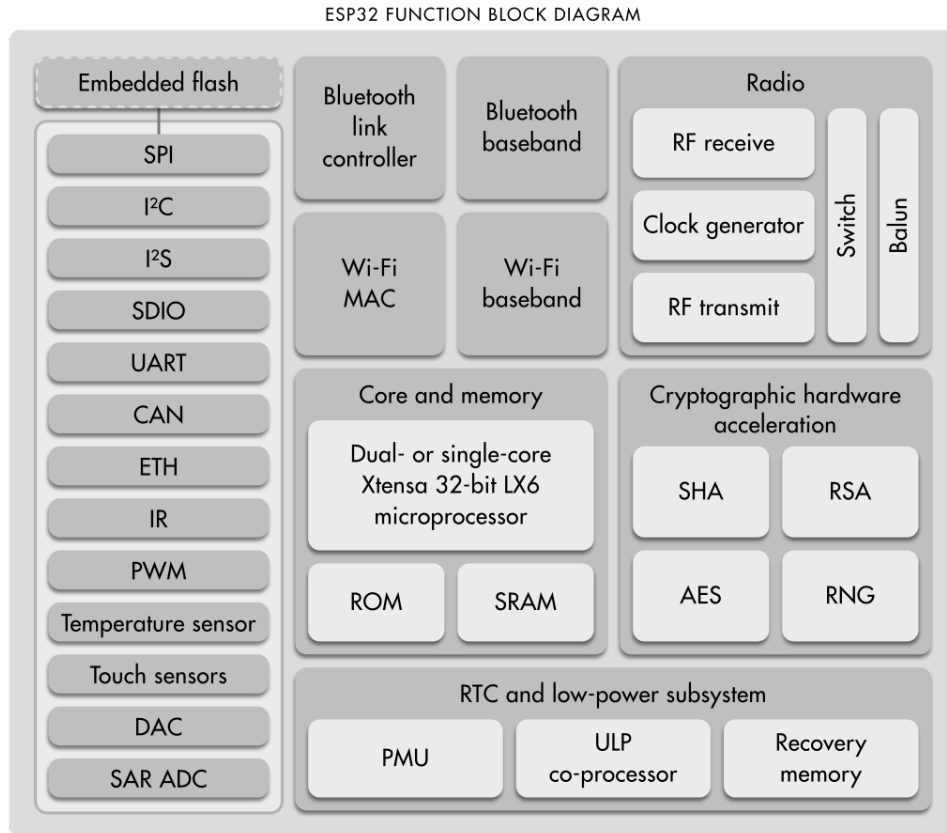 ESP32 FUNCTION BLOCK DIAGRAM
Embedded flash
SPI
I²C
I²S
SDIO
UART
CAN
ETH
IR
PWM
Temperature sensor
Touch sensors
DAC
SAR ADC
Bluetooth
link
controller
Bluetooth
baseband
Wi-Fi
MAC
Wi-Fi
baseband
Radio
RF receive
Clock generator
RF transmit
Switch
Balun
Core and memory
Dual- or single-core
Xtensa 32-bit LX6
microprocessor
ROM
SRAM
Cryptographic hardware
acceleration
SHA
RSA
AES
RNG
RTC and low-power subsystem
PMU
ULP
co-processor
Recovery
memory